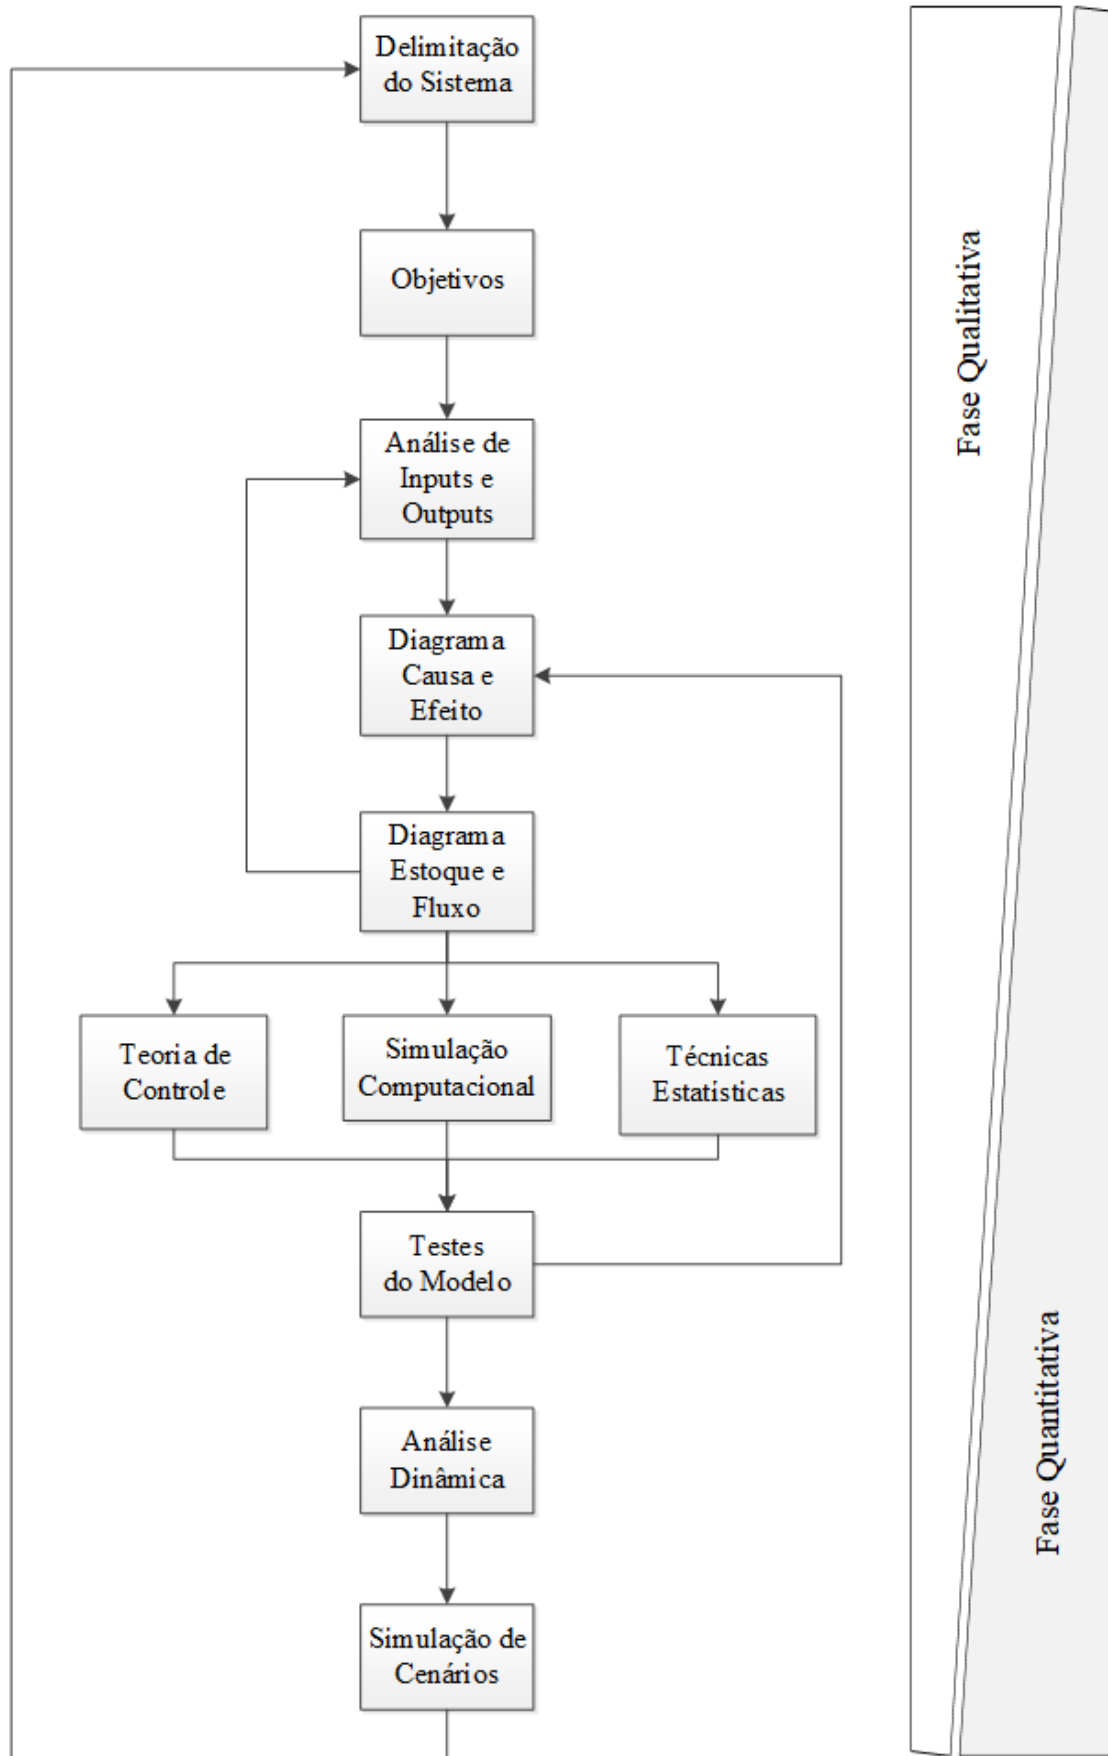 Delimitação
do Sistema
Objetivos
Análise de
Inputs e
Outputs
Diagrama
Causa e
Efeito
Diagrama
Estoque e
Fluxo
Teoria de
Controle
Simulação
Computacional
Técnicas
Estatísticas
Testes
do Modelo
Análise
Dinâmica
Simulação de
Cenários
Fase Qualitativa
Fase Quantitativa